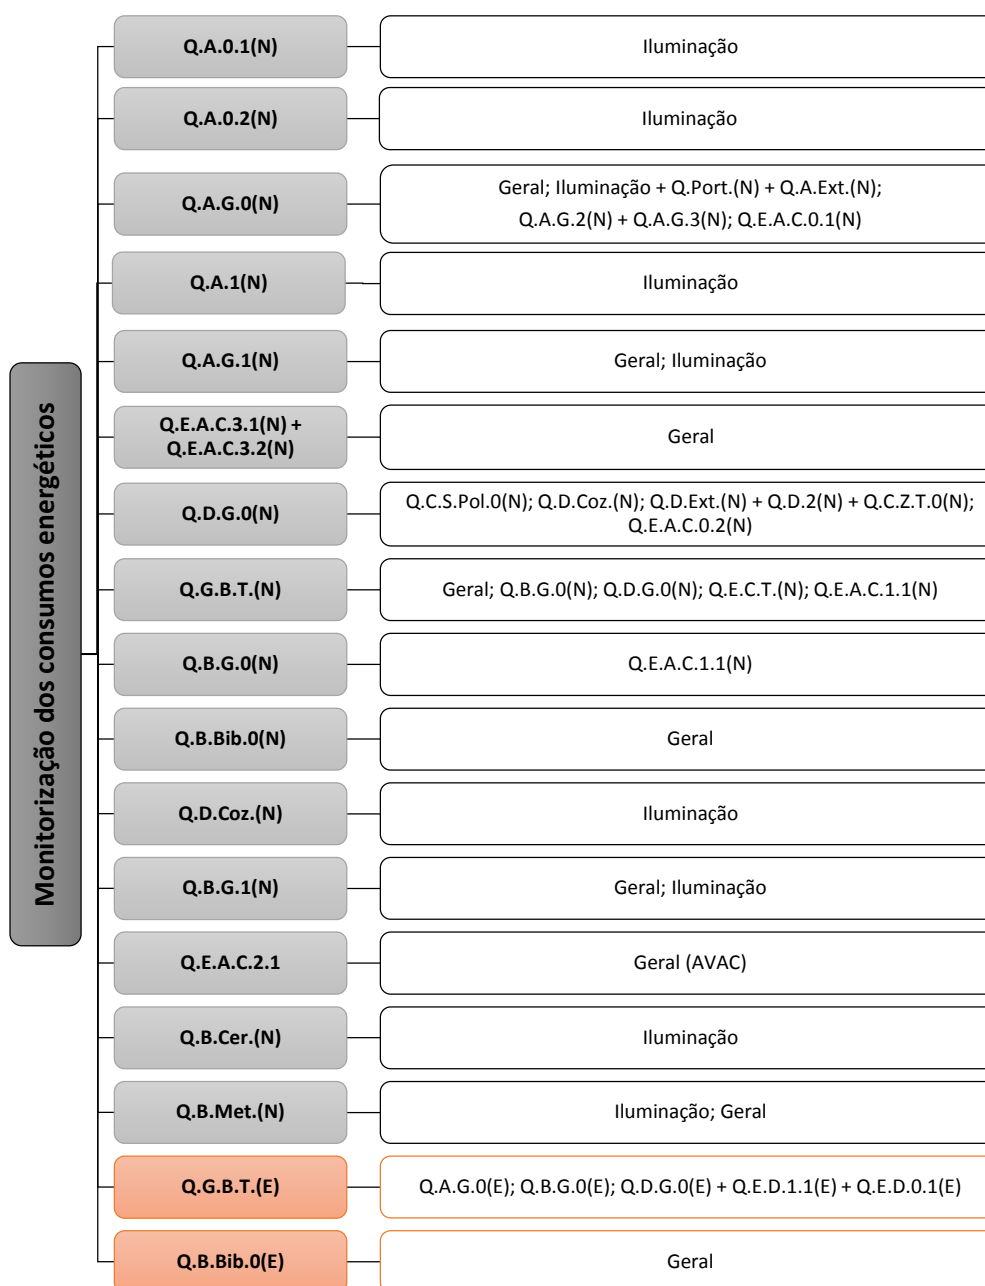 Monitorização dos consumos energéticos
Q.A.0.1(N)
Iluminação
Q.A.0.2(N)
Iluminação
Q.A.G.0(N)
Geral; Iluminação + Q.Port.(N) + Q.A.Ext.(N);
Q.A.G.2(N) + Q.A.G.3(N); Q.E.A.C.0.1(N)
Q.A.1(N)
Iluminação
Q.A.G.1(N)
Geral; Iluminação
Q.E.A.C.3.1(N) +
Q.E.A.C.3.2(N)
Geral
Q.D.G.0(N)
Q.C.S.Pol.0(N); Q.D.Coz.(N); Q.D.Ext.(N) + Q.D.2(N) + Q.C.Z.T.0(N);
Q.E.A.C.0.2(N)
Q.G.B.T.(N)
Geral; Q.B.G.0(N); Q.D.G.0(N); Q.E.C.T.(N); Q.E.A.C.1.1(N)
Q.B.G.0(N)
Q.E.A.C.1.1(N)
Q.B.Bib.0(N)
Geral
Q.D.Coz.(N)
Iluminação
Q.B.G.1(N)
Geral; Iluminação
Q.E.A.C.2.1
Geral (AVAC)
Q.B.Cer.(N)
Iluminação
Q.B.Met.(N)
Iluminação; Geral
Q.G.B.T.(E)
Q.A.G.0(E); Q.B.G.0(E); Q.D.G.0(E) + Q.E.D.1.1(E) + Q.E.D.0.1(E)
Q.B.Bib.0(E)
Geral